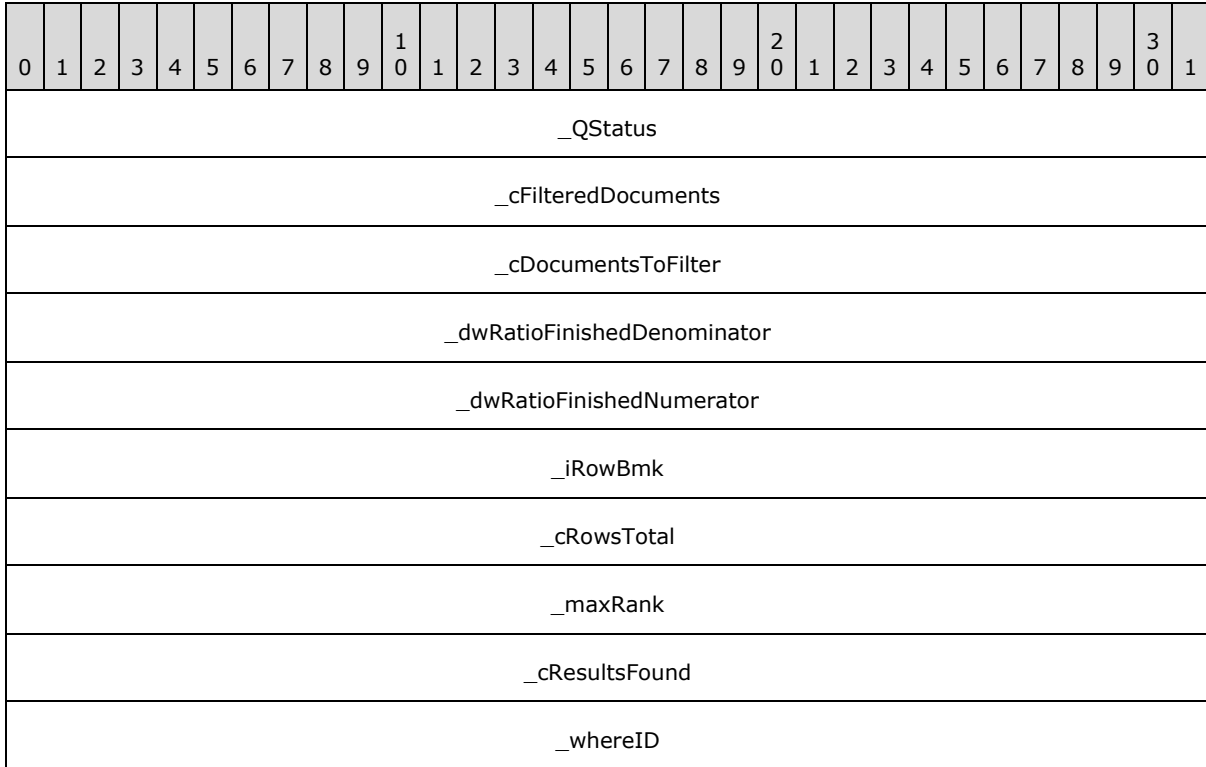 0 1 2 3 4 5 6 7 8 9 1 0 1 2 3 4 5 6 7 8 9 2 0 1 2 3 4 5 6 7 8 9 3 0 1
_QStatus
_cFilteredDocuments
_cDocumentsToFilter
_dwRatioFinishedDenominator
_dwRatioFinishedNumerator
_iRowBmk
_cRowsTotal
_maxRank
_cResultsFound
_whereID